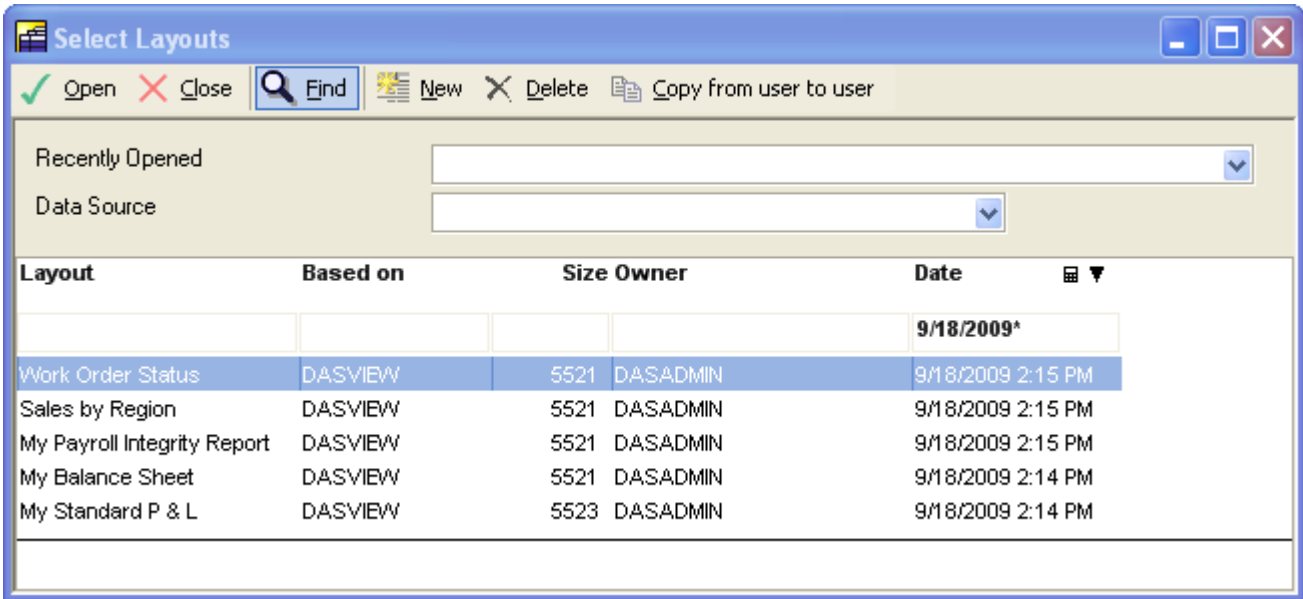 Select Layouts
Open Close Find New Delete Copy from user to user
Recently Opened
Data Source
Layout Based on Size Owner Date
9/18/2009*
Work Order Status DASVIEW 5521 DASADMIN 9/18/2009 2:15 PM
Sales by Region DASVIEW 5521 DASADMIN 9/18/2009 2:15 PM
My Payroll Integrity Report DASVIEW 5521 DASADMIN 9/18/2009 2:15 PM
My Balance Sheet DASVIEW 5521 DASADMIN 9/18/2009 2:14 PM
My Standard P & L DASVIEW 5523 DASADMIN 9/18/2009 2:14 PM